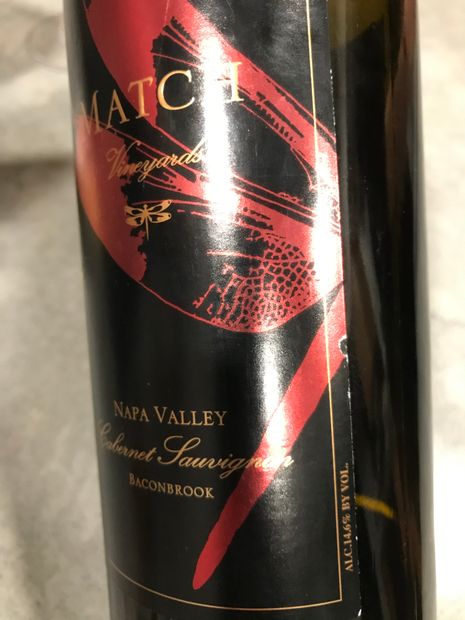 MATCH
Vineyards
NAPA VALLEY
Cabernet Sauvignon
BACONBROOK
ALC.14.6% BY VOL.